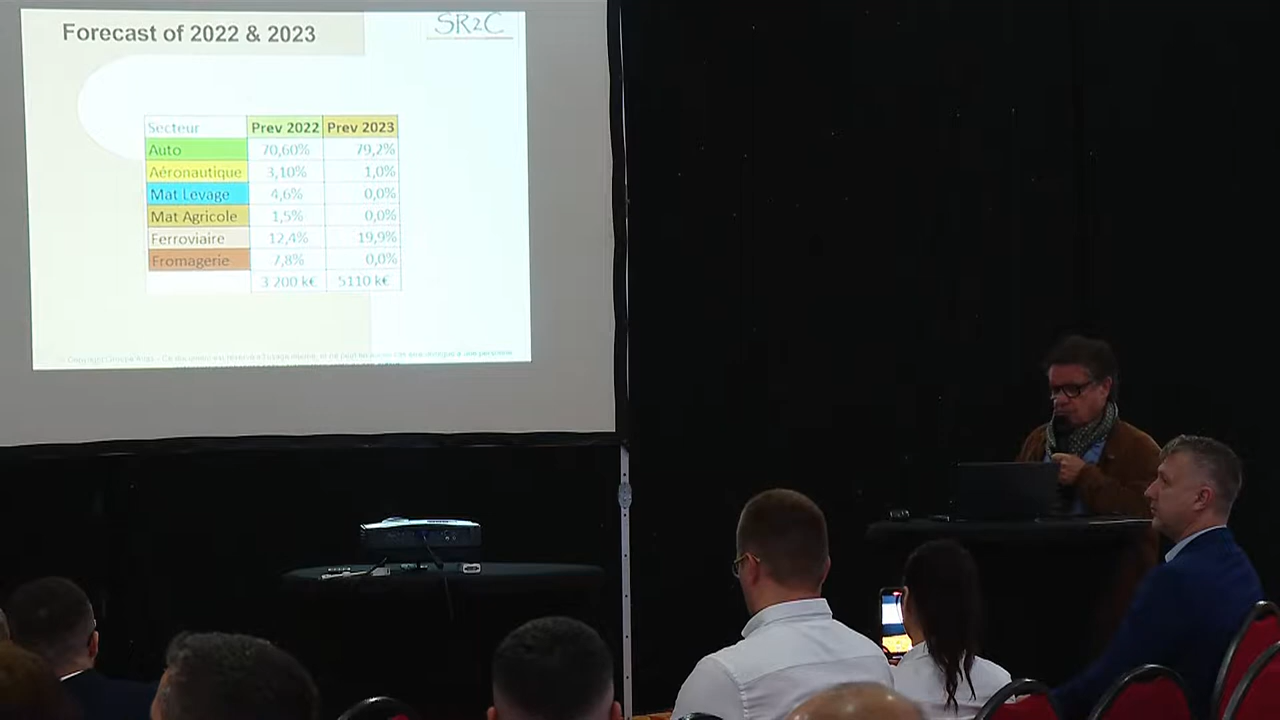 Forecast of 2022 & 2023
SR2C
Secteur Prev 2022 Prev 2023
Auto 70,60% 79,2%
Aéronautique 3,10% 1,0%
Mat Levage 4,6% 0,0%
Mat Agricole 1,5% 0,0%
Ferroviaire 12,4% 19,9%
Fromagerie 7,8% 0,0%
3 200 k€ 5110 k€